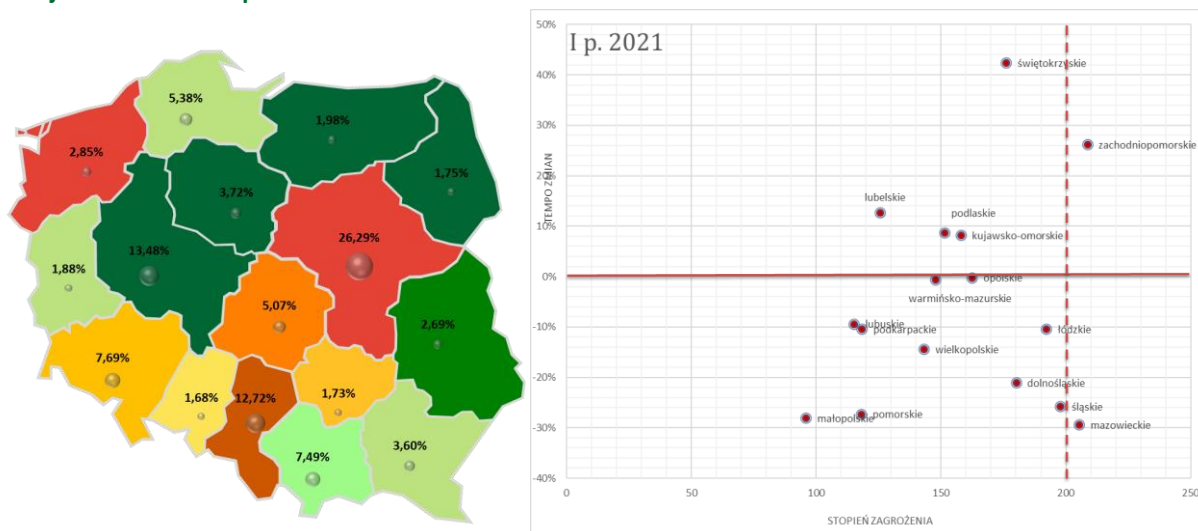 5,38%
1,98%
2,85%
1,75%
3,72%
13,48%
26,29%
1,88%
5,07%
2,69%
7,69%
1,68%
12,72%
1,73%
7,49%
3,60%
I p. 2021
50%
40%
30%
20%
10%
0%
-10%
-20%
-30%
-40%
TEMPO ZMIAN
świętokrzyskie
zachodniopomorskie
lubelskie
podlaskie
kujawsko-omorskie
opolskie
warmińsko-mazurskie
lubuskie
podkarpackie
łódzkie
wielkopolskie
dolnośląskie
śląskie
małopolskie
pomorskie
mazowieckie
0
50
100
150
200
250
STOPIEŃ ZAGROŻENIA